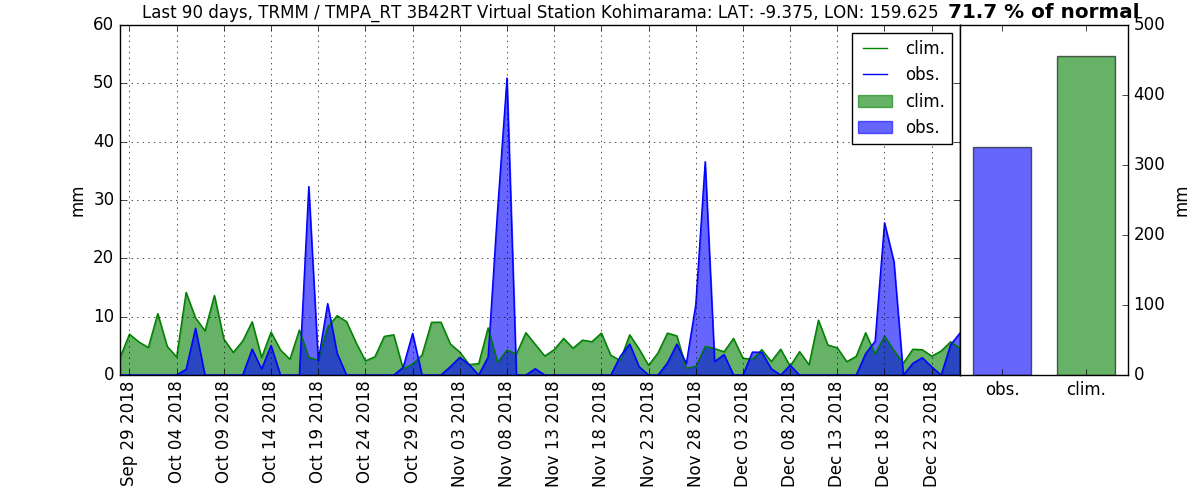 Last 90 days, TRMM / TMPA_RT 3B42RT Virtual Station Kohimarama: LAT: -9.375, LON: 159.625 71.7 % of normal
60
50
40
30
20
10
0
mm
clim.
obs.
clim.
obs.
500
400
300
200
100
0
mm
obs.
clim.
Sep 29 2018
Oct 04 2018
Oct 09 2018
Oct 14 2018
Oct 19 2018
Oct 24 2018
Oct 29 2018
Nov 03 2018
Nov 08 2018
Nov 13 2018
Nov 18 2018
Nov 23 2018
Nov 28 2018
Dec 03 2018
Dec 08 2018
Dec 13 2018
Dec 18 2018
Dec 23 2018